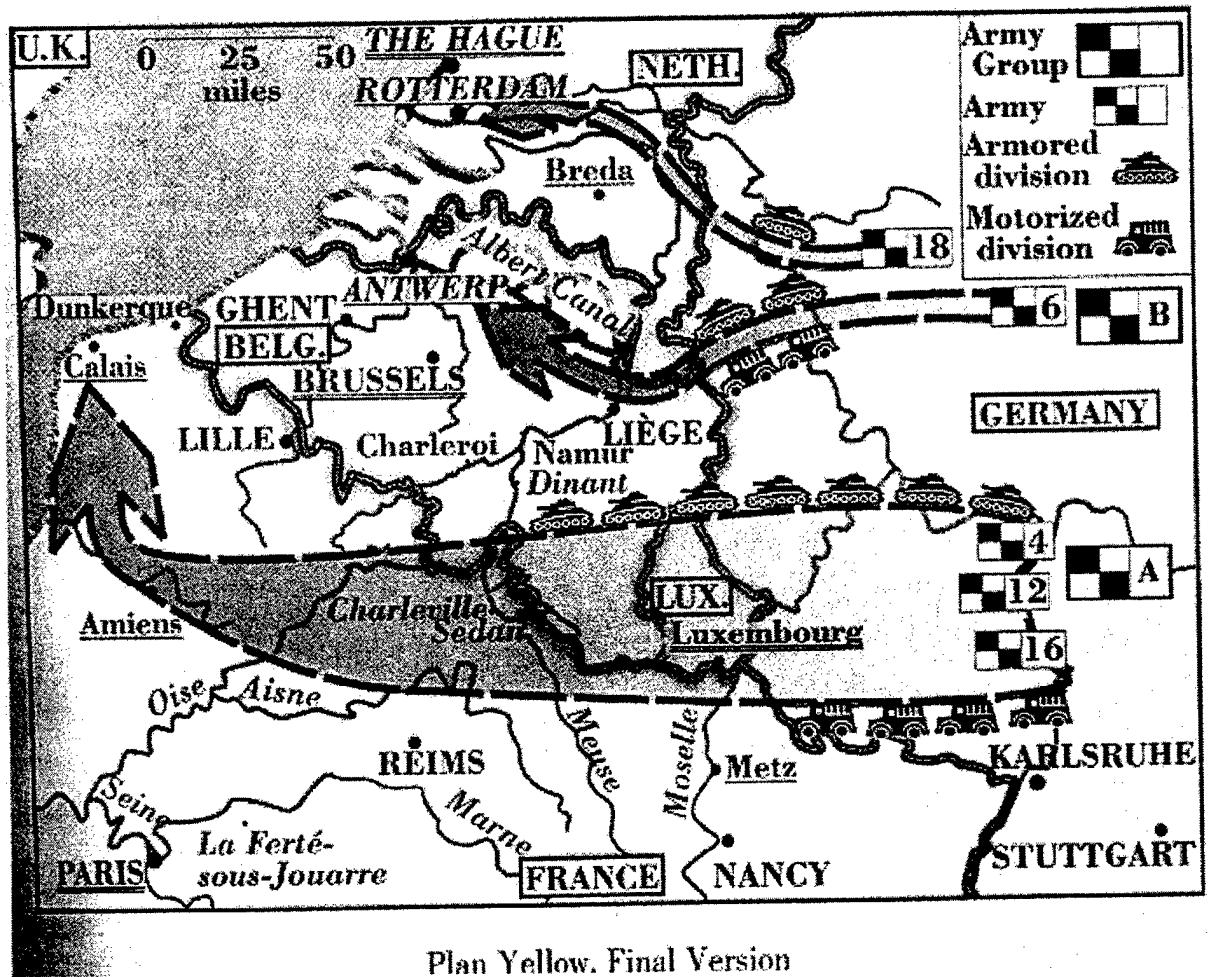 U.K.
0 25 50
miles
THE HAGUE
ROTTERDAM
NETH.
Army
Group
Army
Armored
division
Motorized
division
Breda
18
Albert Canal
ANTWERP
Dunkerque
GHENT
6
B
BELG.
Calais
BRUSSELS
GERMANY
LILLE
Charleroi
LIÈGE
Namur
Dinant
4
A
12
LUX.
Charleville
Sedan
Amiens
Luxembourg
16
Oise
Aisne
Meuse
Moselle
REIMS
Metz
KARLSRUHE
Seine
Marne
La Ferté-
sous-Jouarre
PARIS
FRANCE
NANCY
STUTTGART
Plan Yellow, Final Version